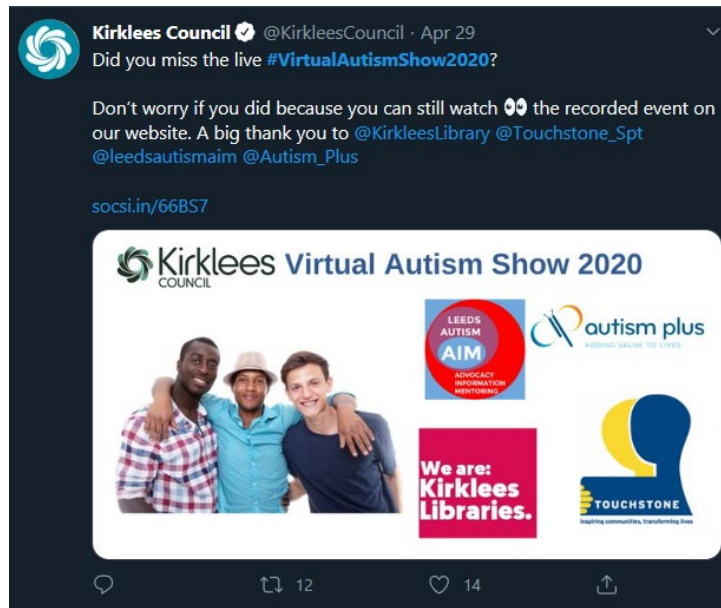 Kirklees Council @KirkleesCouncil · Apr 29
Did you miss the live #VirtualAutismShow2020?
Don't worry if you did because you can still watch 👀 the recorded event on
our website. A big thank you to @KirkleesLibrary @Touchstone_Spt
@leedsautismaim @Autism_Plus
socsi.in/66BS7
Kirklees
COUNCIL
Virtual Autism Show 2020
LEEDS
AUTISM
AIM
ADVOCACY
INFORMATION
MENTORING
autism plus
ADDING VALUE TO LIVES
We are:
Kirklees
Libraries.
TOUCHSTONE
inspiring communities, transforming lives
12
14